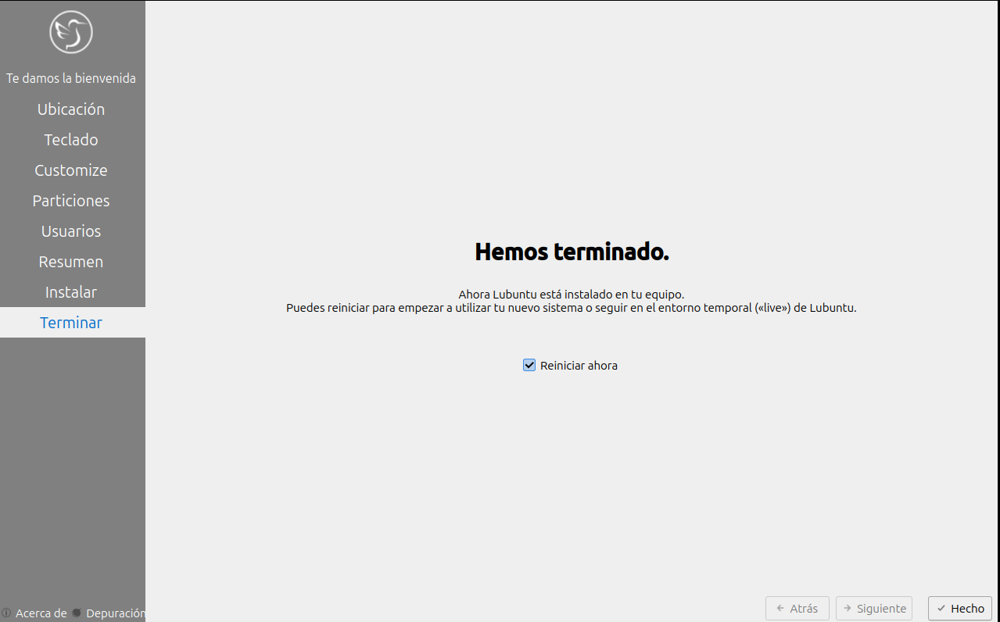 Te damos la bienvenida
Ubicación
Teclado
Customize
Particiones
Usuarios
Resumen
Instalar
Terminar
Hemos terminado.
Ahora Lubuntu está instalado en tu equipo.
Puedes reiniciar para empezar a utilizar tu nuevo sistema o seguir en el entorno temporal («live») de Lubuntu.
Reiniciar ahora
Acerca de Depuración
Atrás Siguiente Hecho